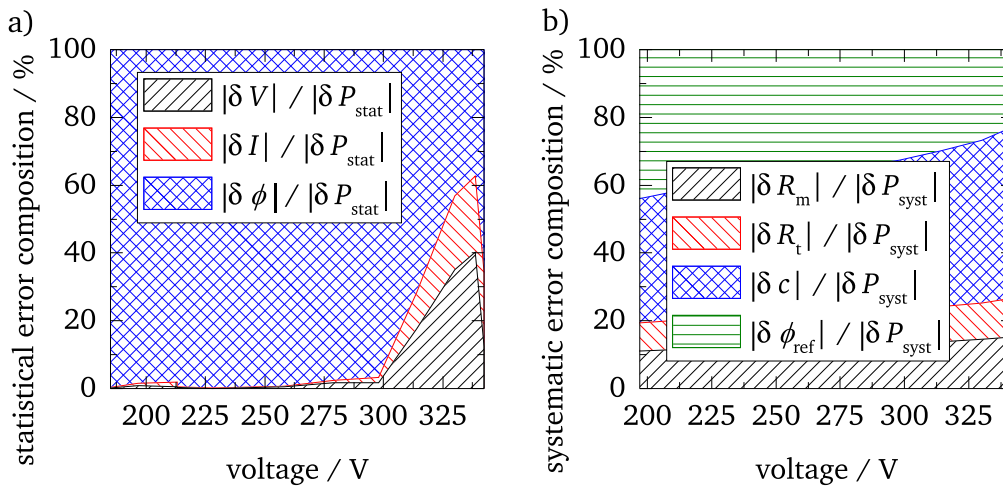 a)
statistical error composition / %
100
80
60
40
20
0
|δ V| / |δ P_stat|
|δ I| / |δ P_stat|
|δ ϕ| / |δ P_stat|
200 225 250 275 300 325
voltage / V
b)
systematic error composition / %
100
80
60
40
20
0
|δ R_m| / |δ P_syst|
|δ R_t| / |δ P_syst|
|δ c| / |δ P_syst|
|δ ϕ_ref| / |δ P_syst|
200 225 250 275 300 325
voltage / V